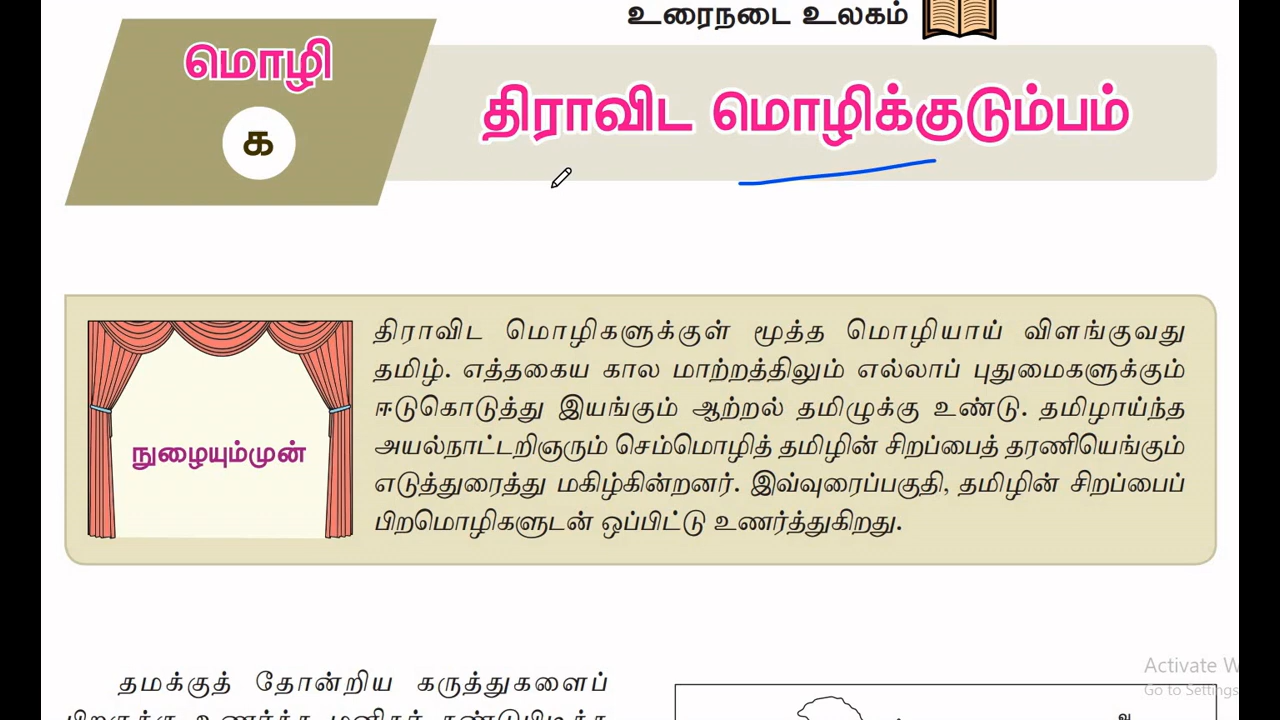 உரைநடை உலகம்
மொழி
க
திராவிட மொழிக்குடும்பம்
நுழையும்முன்
திராவிட மொழிகளுக்குள் மூத்த மொழியாய் விளங்குவது
தமிழ். எத்தகைய கால மாற்றத்திலும் எல்லாப் புதுமைகளுக்கும்
ஈடுகொடுத்து இயங்கும் ஆற்றல் தமிழுக்கு உண்டு. தமிழாய்ந்த
அயல்நாட்டறிஞரும் செம்மொழித் தமிழின் சிறப்பைத் தரணியெங்கும்
எடுத்துரைத்து மகிழ்கின்றனர். இவ்வுரைப்பகுதி, தமிழின் சிறப்பைப்
பிறமொழிகளுடன் ஒப்பிட்டு உணர்த்துகிறது.
தமக்குத் தோன்றிய கருத்துகளைப்
Activate W
Go to Settings